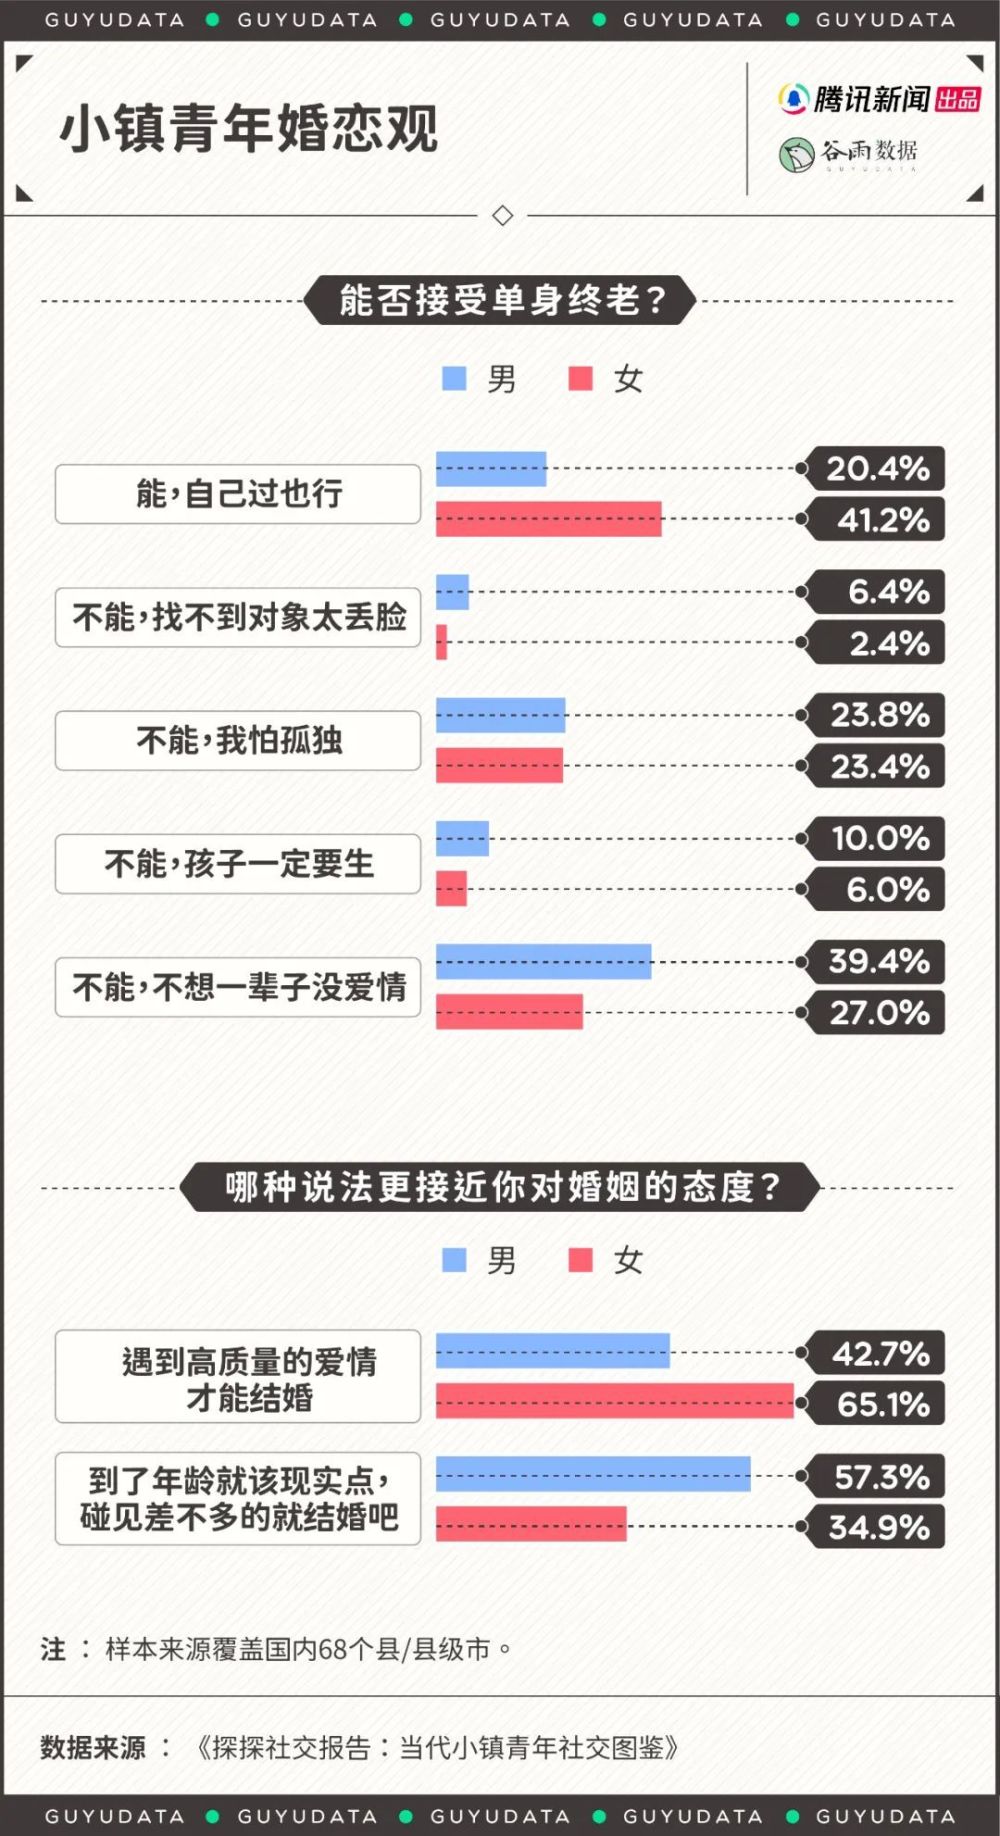 GUYUDATA ● GUYUDATA ● GUYUDATA ● GUYUDATA ● GUYUDATA
小镇青年婚恋观
腾讯新闻 出品
谷雨数据
GUYUDATA
能否接受单身终老？
男 女
能，自己过也行
20.4%
41.2%
不能，找不到对象太丢脸
6.4%
2.4%
不能，我怕孤独
23.8%
23.4%
不能，孩子一定要生
10.0%
6.0%
不能，不想一辈子没爱情
39.4%
27.0%
哪种说法更接近你对婚姻的态度？
男 女
遇到高质量的爱情
才能结婚
42.7%
65.1%
到了年龄就该现实点，
碰见差不多的就结婚吧
57.3%
34.9%
注：样本来源覆盖国内68个县/县级市。
数据来源：《探探社交报告：当代小镇青年社交图鉴》
GUYUDATA ● GUYUDATA ● GUYUDATA ● GUYUDATA ● GUYUDATA